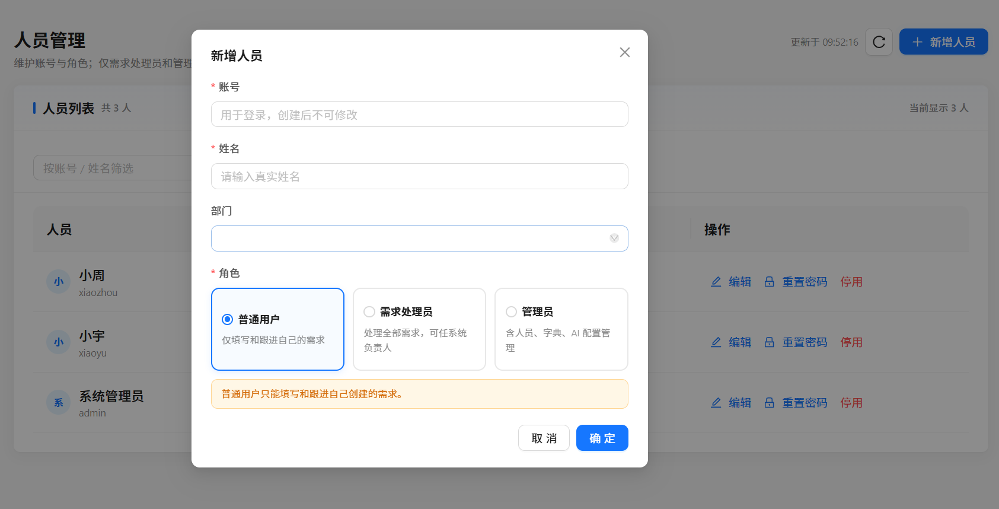 人员管理
维护账号与角色；仅需求处理员和管理
更新于 09:52:16
新增人员
人员列表 共 3 人
当前显示 3 人
按账号 / 姓名筛选
人员
操作
小
小周
xiaozhou
编辑 重置密码 停用
小
小宇
xiaoyu
编辑 重置密码 停用
系
系统管理员
admin
编辑 重置密码 停用
新增人员
* 账号
用于登录，创建后不可修改
* 姓名
请输入真实姓名
部门
* 角色
普通用户
仅填写和跟进自己的需求
需求处理员
处理全部需求，可任系统
负责人
管理员
含人员、字典、AI 配置管
理
普通用户只能填写和跟进自己创建的需求。
取 消
确 定